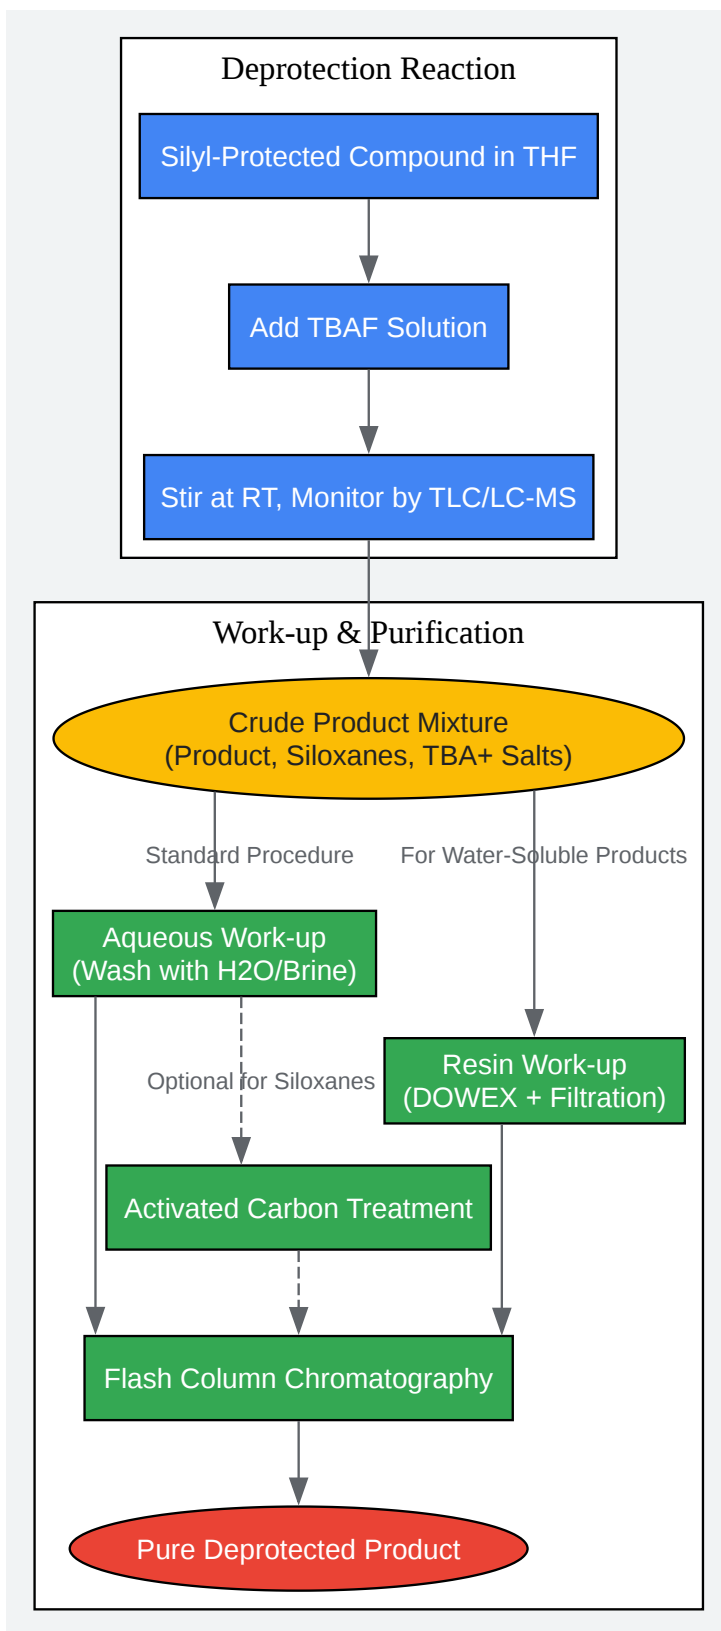 Deprotection Reaction
Silyl-Protected Compound in THF
Add TBAF Solution
Stir at RT, Monitor by TLC/LC-MS
Work-up & Purification
Crude Product Mixture
(Product, Siloxanes, TBA+ Salts)
Standard Procedure
For Water-Soluble Products
Aqueous Work-up
(Wash with H2O/Brine)
Resin Work-up
(DOWEX + Filtration)
Optional for Siloxanes
Activated Carbon Treatment
Flash Column Chromatography
Pure Deprotected Product